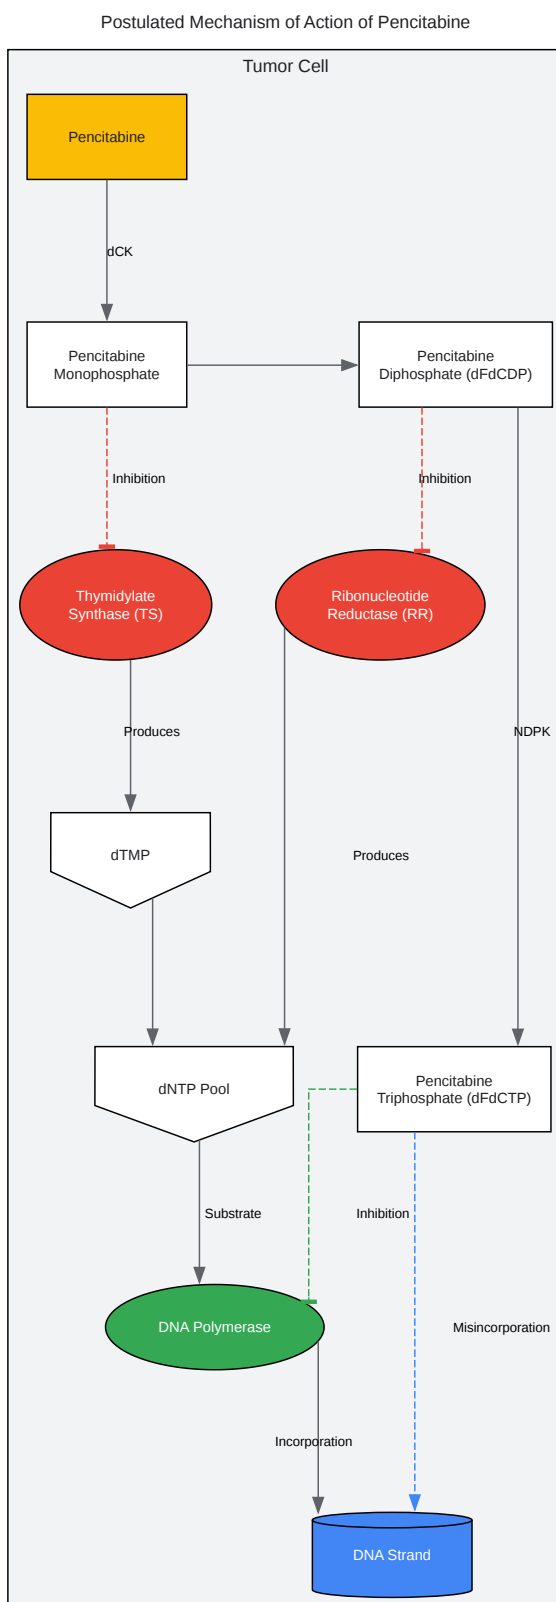 Postulated Mechanism of Action of Pencitabine
Tumor Cell
Pencitabine
dCK
Pencitabine
Monophosphate
Pencitabine
Diphosphate (dFdCDP)
Inhibition
Inhibition
Thymidylate
Synthase (TS)
Ribonucleotide
Reductase (RR)
Produces
NDPK
dTMP
Produces
dNTP Pool
Pencitabine
Triphosphate (dFdCTP)
Substrate
Inhibition
DNA Polymerase
Misincorporation
Incorporation
DNA Strand